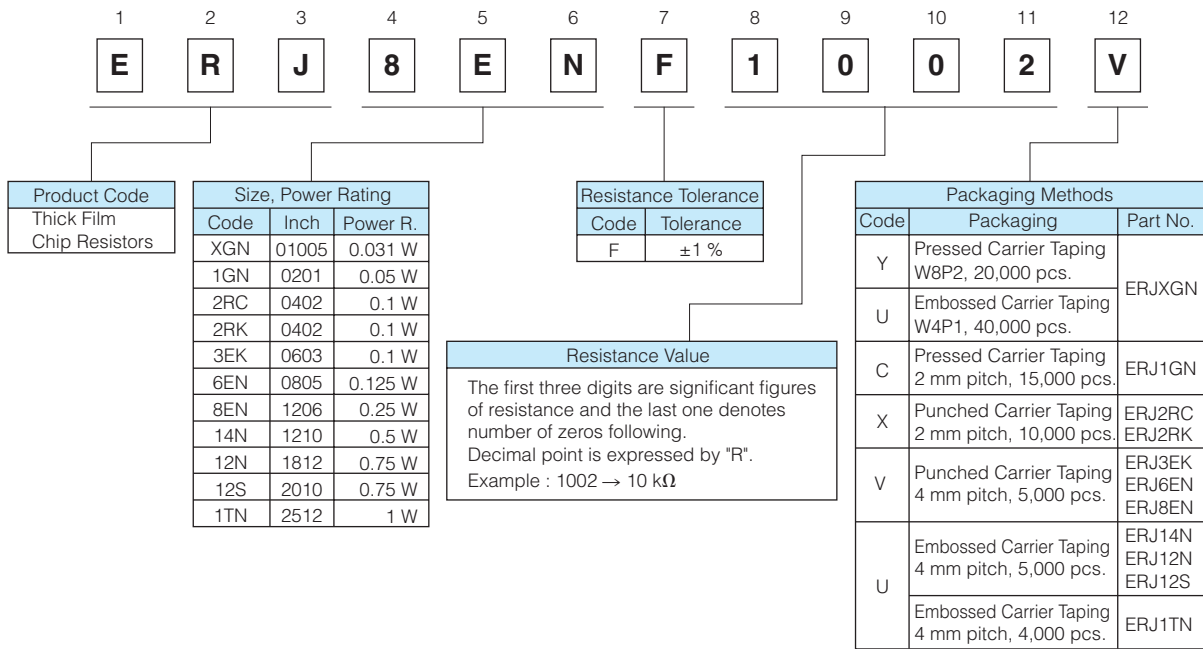 1 2 3 4 5 6 7 8 9 10 11 12
E R J 8 E N F 1 0 0 2 V
Product Code
Thick Film
Chip Resistors
Size, Power Rating
Code Inch Power R.
XGN 01005 0.031 W
1GN 0201 0.05 W
2RC 0402 0.1 W
2RK 0402 0.1 W
3EK 0603 0.1 W
6EN 0805 0.125 W
8EN 1206 0.25 W
14N 1210 0.5 W
12N 1812 0.75 W
12S 2010 0.75 W
1TN 2512 1 W
Resistance Tolerance
Code Tolerance
F ±1 %
Resistance Value
The first three digits are significant figures
of resistance and the last one denotes
number of zeros following.
Decimal point is expressed by "R".
Example : 1002 → 10 kΩ
Packaging Methods
Code Packaging Part No.
Y Pressed Carrier Taping
W8P2, 20,000 pcs.
ERJXGN
U Embossed Carrier Taping
W4P1, 40,000 pcs.
C Pressed Carrier Taping
2 mm pitch, 15,000 pcs. ERJ1GN
X Punched Carrier Taping ERJ2RC
2 mm pitch, 10,000 pcs. ERJ2RK
V Punched Carrier Taping
4 mm pitch, 5,000 pcs.
ERJ3EK
ERJ6EN
ERJ8EN
U Embossed Carrier Taping
4 mm pitch, 5,000 pcs.
ERJ14N
ERJ12N
ERJ12S
Embossed Carrier Taping
4 mm pitch, 4,000 pcs. ERJ1TN